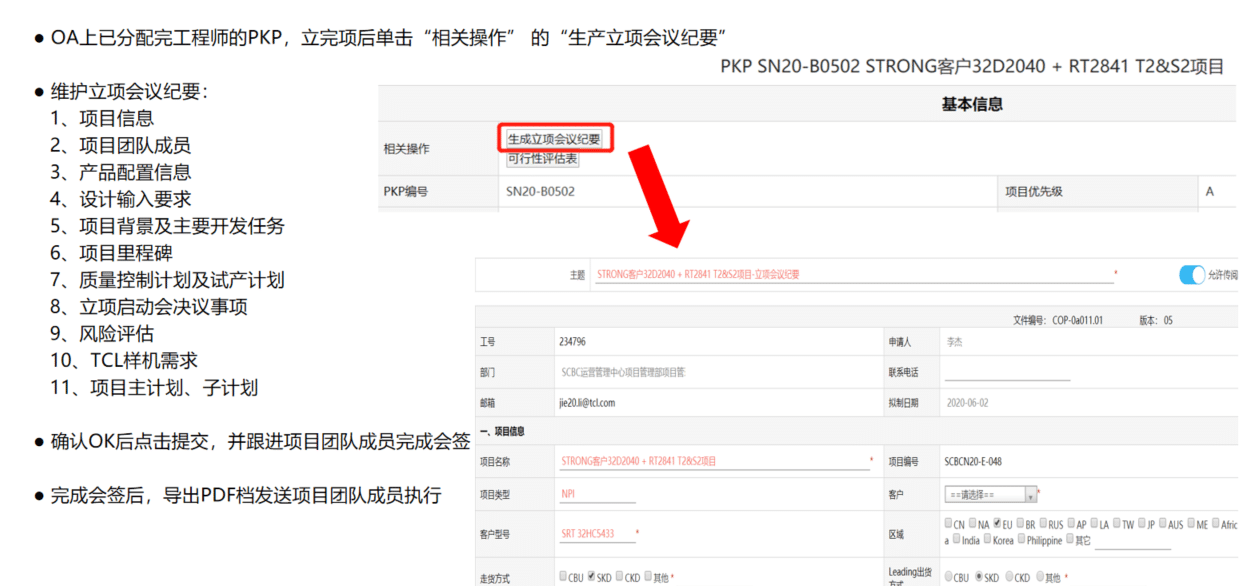 ● OA上已分配完工程师的PKP，立完项后单击“相关操作” 的“生产立项会议纪要”
● 维护立项会议纪要：
1、项目信息
2、项目团队成员
3、产品配置信息
4、设计输入要求
5、项目背景及主要开发任务
6、项目里程碑
7、质量控制计划及试产计划
8、立项启动会决议事项
9、风险评估
10、TCL样机需求
11、项目主计划、子计划
● 确认OK后点击提交，并跟进项目团队成员完成会签
● 完成会签后，导出PDF档发送项目团队成员执行
PKP SN20-B0502 STRONG客户32D2040 + RT2841 T2&S2项目
基本信息
相关操作 生成立项会议纪要
可行性评估表
PKP编号 SN20-B0502 项目优先级 A
主题 STRONG客户32D2040 + RT2841 T2&S2项目-立项会议纪要 * 允许传阅
文件编号： COP-0a011.01 版本： 05
工号 234796 申请人 李杰
部门 SCBC运营管理中心项目管理部项目管 联系电话
邮箱 jie20.li@tcl.com 拟制日期 2020-06-02
一、项目信息
项目名称 STRONG客户32D2040 + RT2841 T2&S2项目 * 项目编号 SCBCN20-E-048
项目类型 NPI 客户 ==请选择== *
客户型号 SRT 32HC5433 * 区域 CN NA EU BR RUS AP LA TW JP AUS ME Afric
a India Korea Philippine 其它
走货方式 CBU SKD CKD 其他 * Leading出货
方式 CBU SKD CKD 其他 *